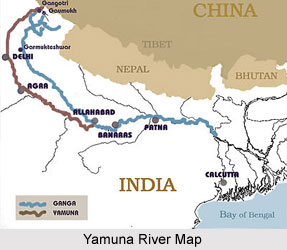 Gangotri
Gaumukh
CHINA
Garmukteshwar
TIBET
DELHI
NEPAL
BHUTAN
AGRA
ALLAHABAD
PATNA
BANARAS
INDIA
CALCUTTA
GANGA
YAMUNA
Bay of Bengal
Yamuna River Map